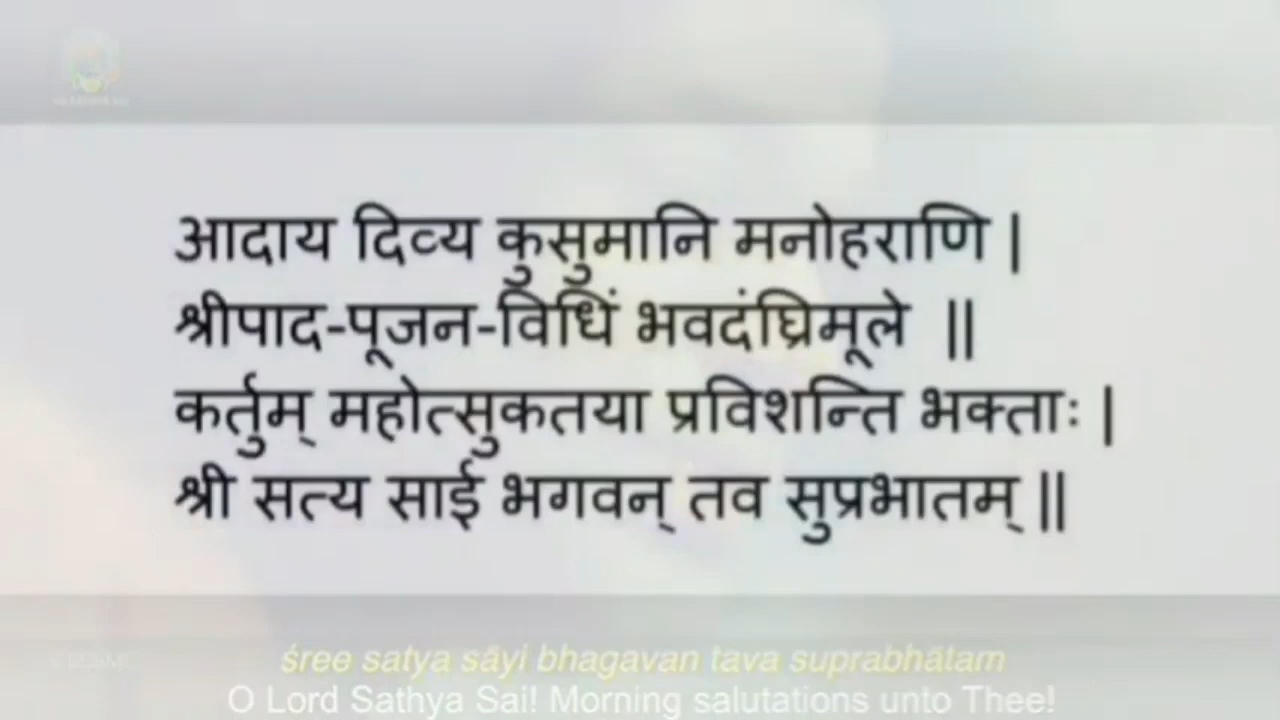 आदाय दिव्य कुसुमानि मनोहराणि |
श्रीपाद-पूजन-विधिं भवदंघ्रिमूले ||
कर्तुम् महोत्सुकतया प्रविशन्ति भक्ताः |
श्री सत्य साई भगवन् तव सुप्रभातम् ||
śree satya sāyi bhagavan tava suprabhātam
O Lord Sathya Sai! Morning salutations unto Thee!